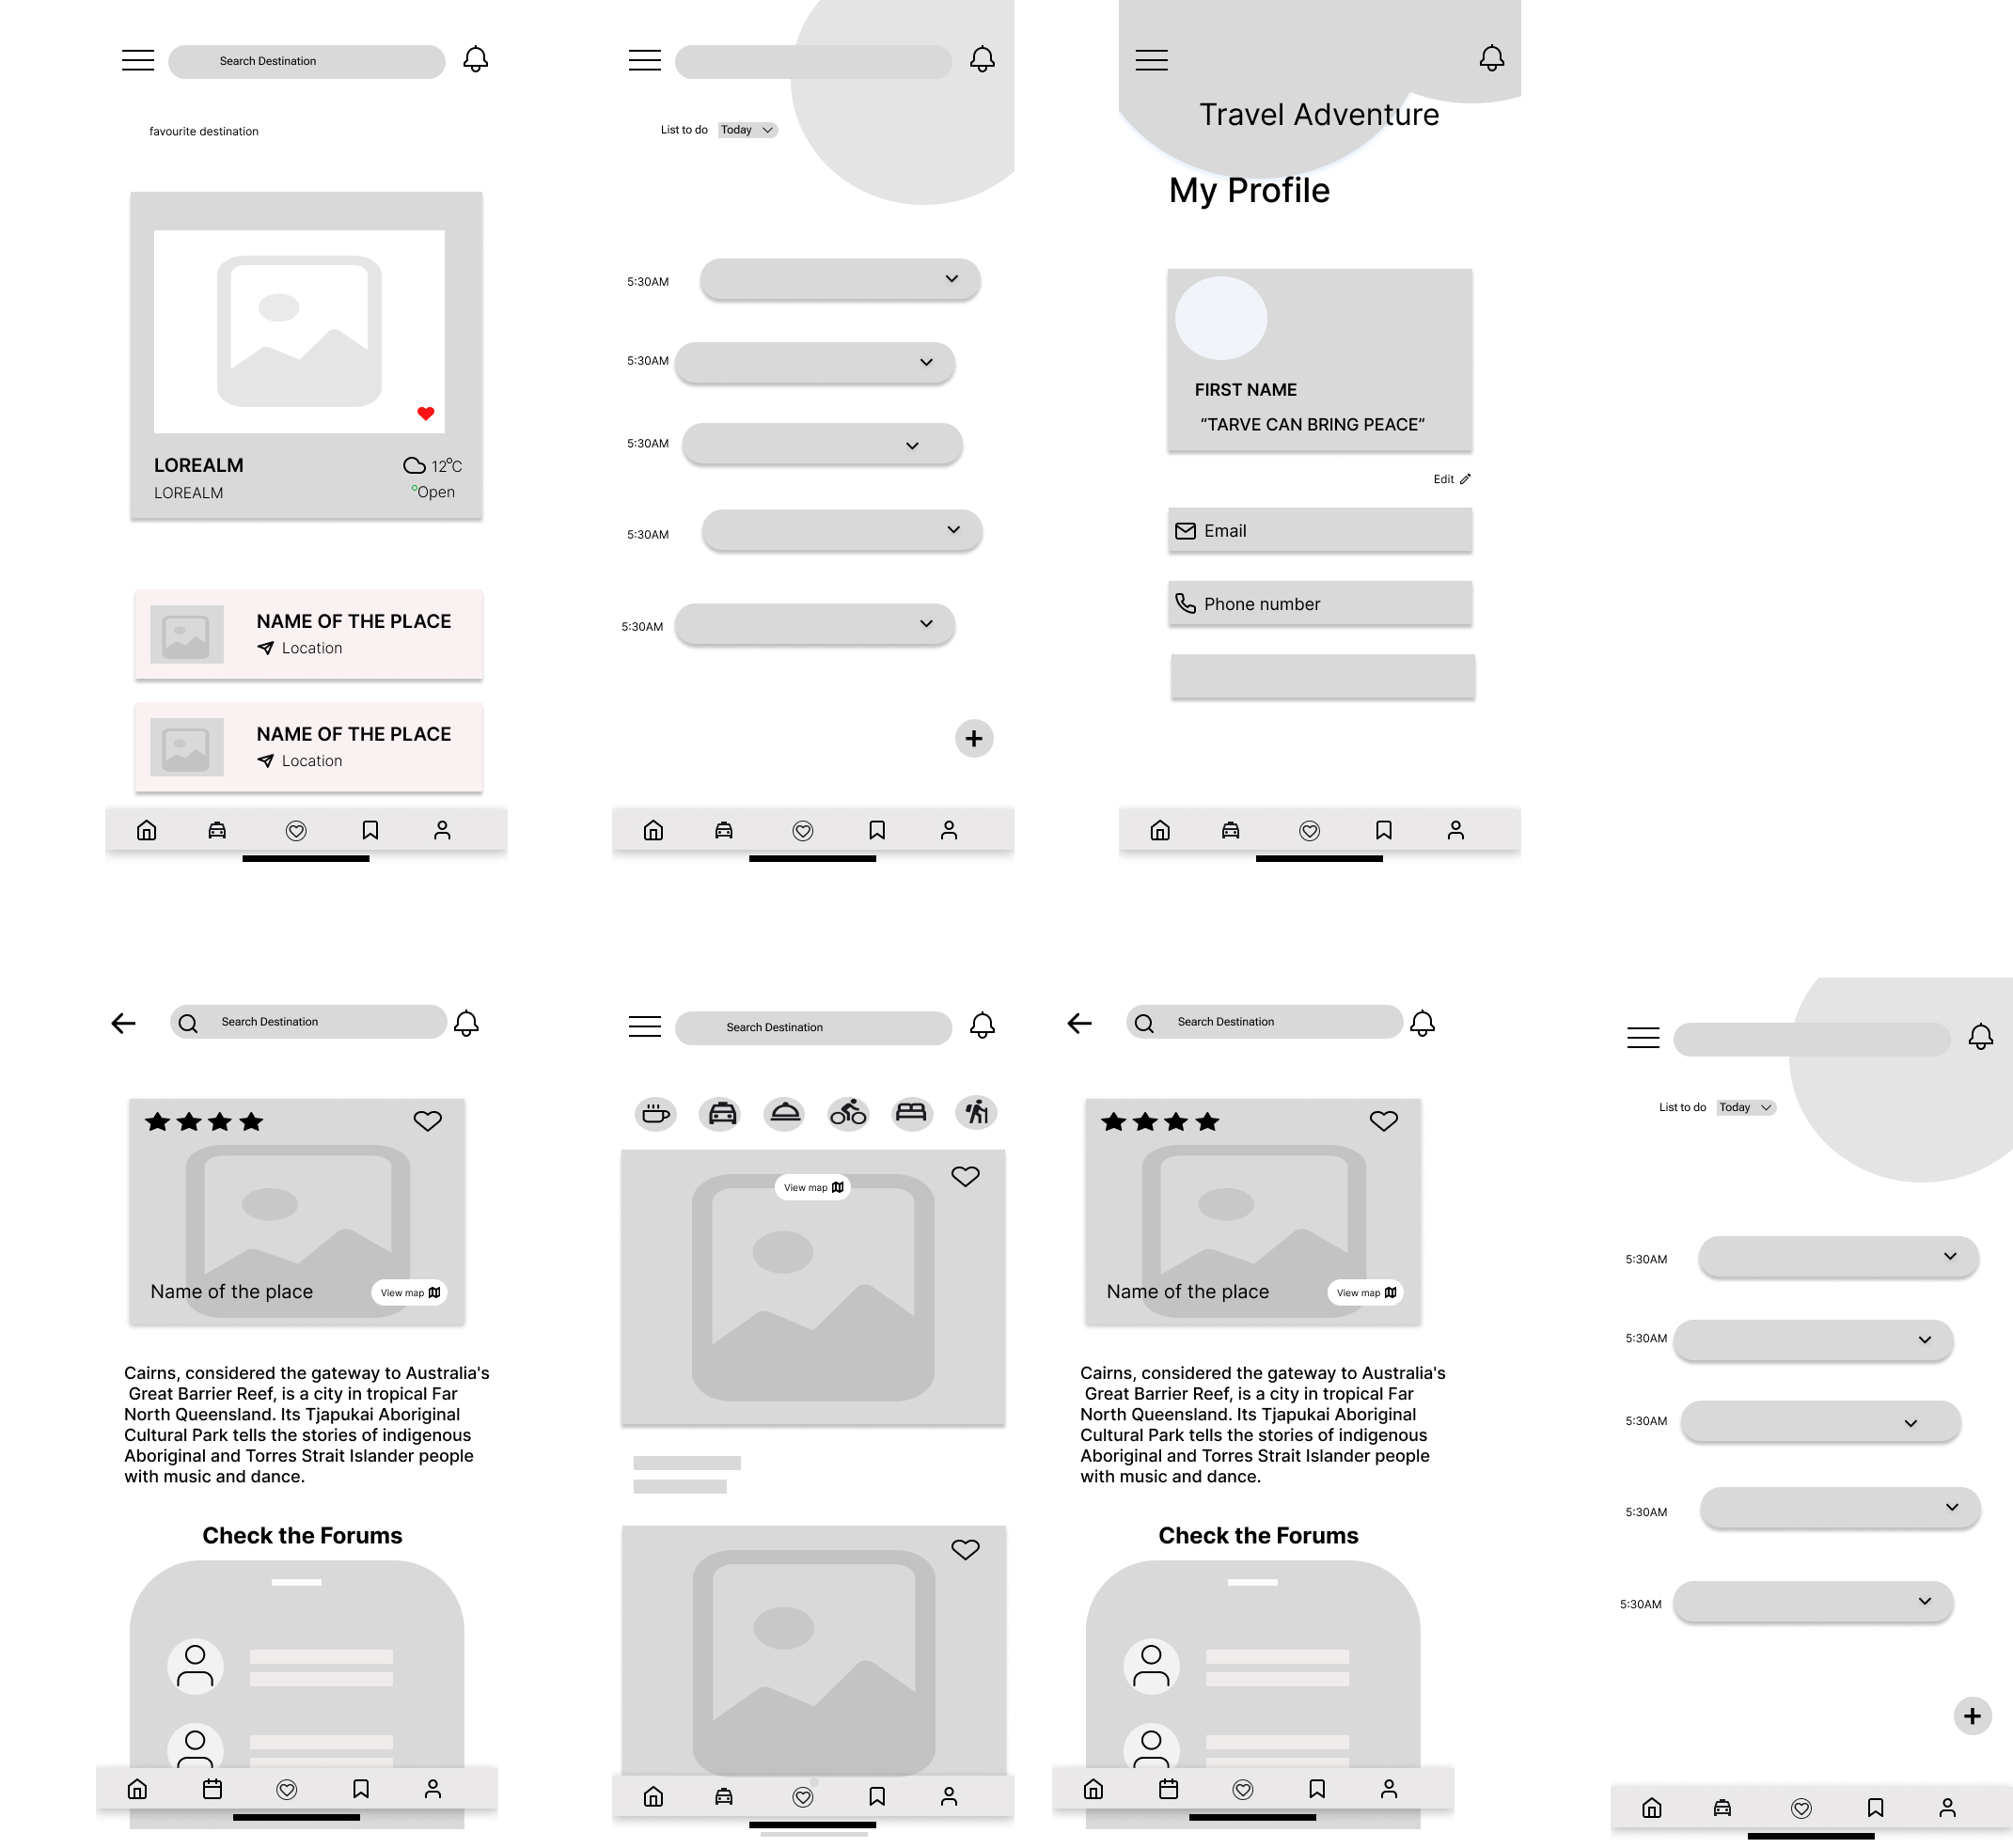 Search Destination
favourite destination
LOREALM
12°C
LOREALM
°Open
NAME OF THE PLACE
Location
NAME OF THE PLACE
Location
List to do
Today
5:30AM
5:30AM
5:30AM
5:30AM
5:30AM
Travel Adventure
My Profile
FIRST NAME
“TARVE CAN BRING PEACE”
Edit
Email
Phone number
Search Destination
Name of the place
View map
Cairns, considered the gateway to Australia's
Great Barrier Reef, is a city in tropical Far
North Queensland. Its Tjapukai Aboriginal
Cultural Park tells the stories of indigenous
Aboriginal and Torres Strait Islander people
with music and dance.
Check the Forums
Search Destination
View map
Search Destination
Name of the place
View map
Cairns, considered the gateway to Australia's
Great Barrier Reef, is a city in tropical Far
North Queensland. Its Tjapukai Aboriginal
Cultural Park tells the stories of indigenous
Aboriginal and Torres Strait Islander people
with music and dance.
Check the Forums
List to do
Today
5:30AM
5:30AM
5:30AM
5:30AM
5:30AM